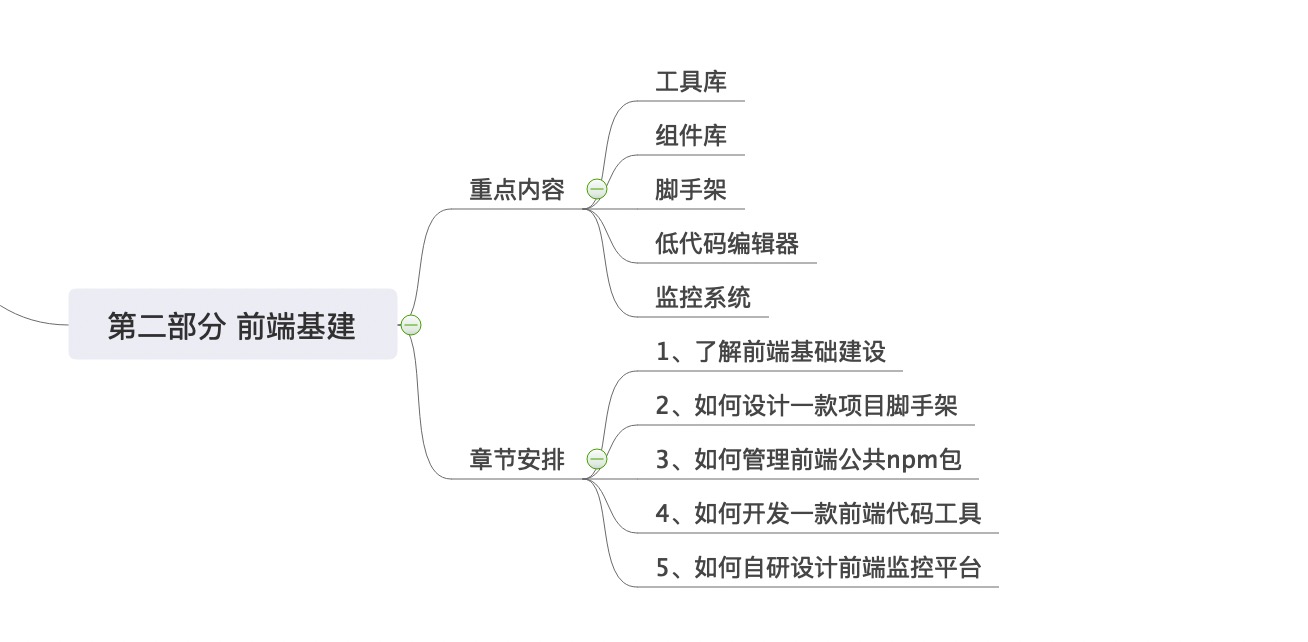 第二部分 前端基建
重点内容
工具库
组件库
脚手架
低代码编辑器
监控系统
章节安排
1、了解前端基础建设
2、如何设计一款项目脚手架
3、如何管理前端公共npm包
4、如何开发一款前端代码工具
5、如何自研设计前端监控平台